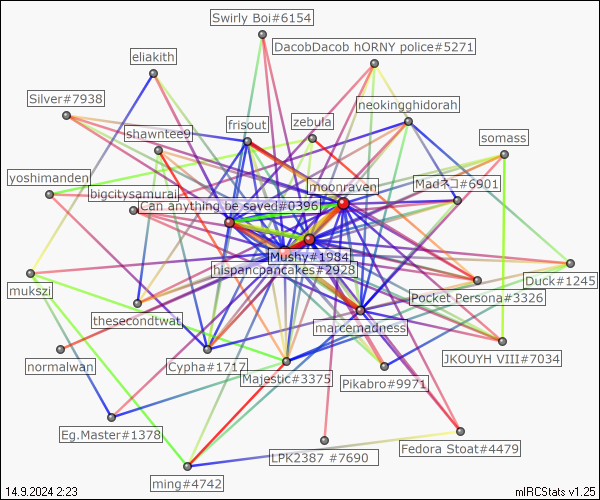 Swirly Boi#6154
DacobDacob hORNY police#5271
eliakith
Silver#7938
neokingghidorah
frisout
zebula
shawntee9
somass
yoshimanden
bigcitysamurai
moonraven
Madネコ#6901
Can anything be saved#0396
Mushy#1984
hispancpancakes#2928
mukszi
Duck#1245
Pocket Persona#3326
thesecondtwat
marcemadness
normalwan
Cypha#1717
JKOUYH VIII#7034
Majestic#3375
Pikabro#9971
Eg.Master#1378
LPK2387 #7690
Fedora Stoat#4479
ming#4742
14.9.2024 2:23
mIRCStats v1.25